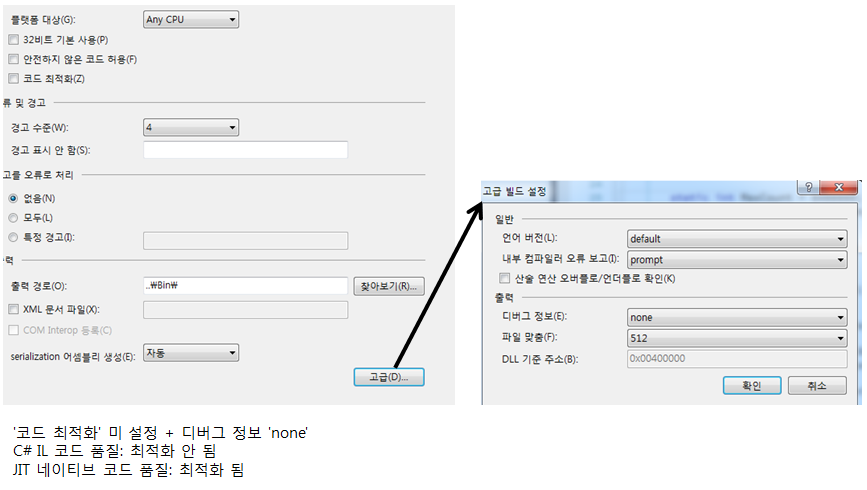 플랫폼 대상(G):
Any CPU
32비트 기본 사용(P)
안전하지 않은 코드 허용(F)
코드 최적화(Z)
류 및 경고
경고 수준(W):
4
경고 표시 안 함(S):
고를 오류로 처리
없음(N)
모두(L)
특정 경고(I):
력
출력 경로(O):
..₩Bin₩
찾아보기(R)...
XML 문서 파일(X):
COM Interop 등록(C)
serialization 어셈블리 생성(E):
자동
고급(D)...
고급 빌드 설정
일반
언어 버전(L):
default
내부 컴파일러 오류 보고(I):
prompt
산술 연산 오버플로/언더플로 확인(K)
출력
디버그 정보(E):
none
파일 맞춤(F):
512
DLL 기준 주소(B):
0x00400000
확인
취소
'코드 최적화' 미 설정 + 디버그 정보 'none'
C# IL 코드 품질: 최적화 안 됨
JIT 네이티브 코드 품질: 최적화 됨